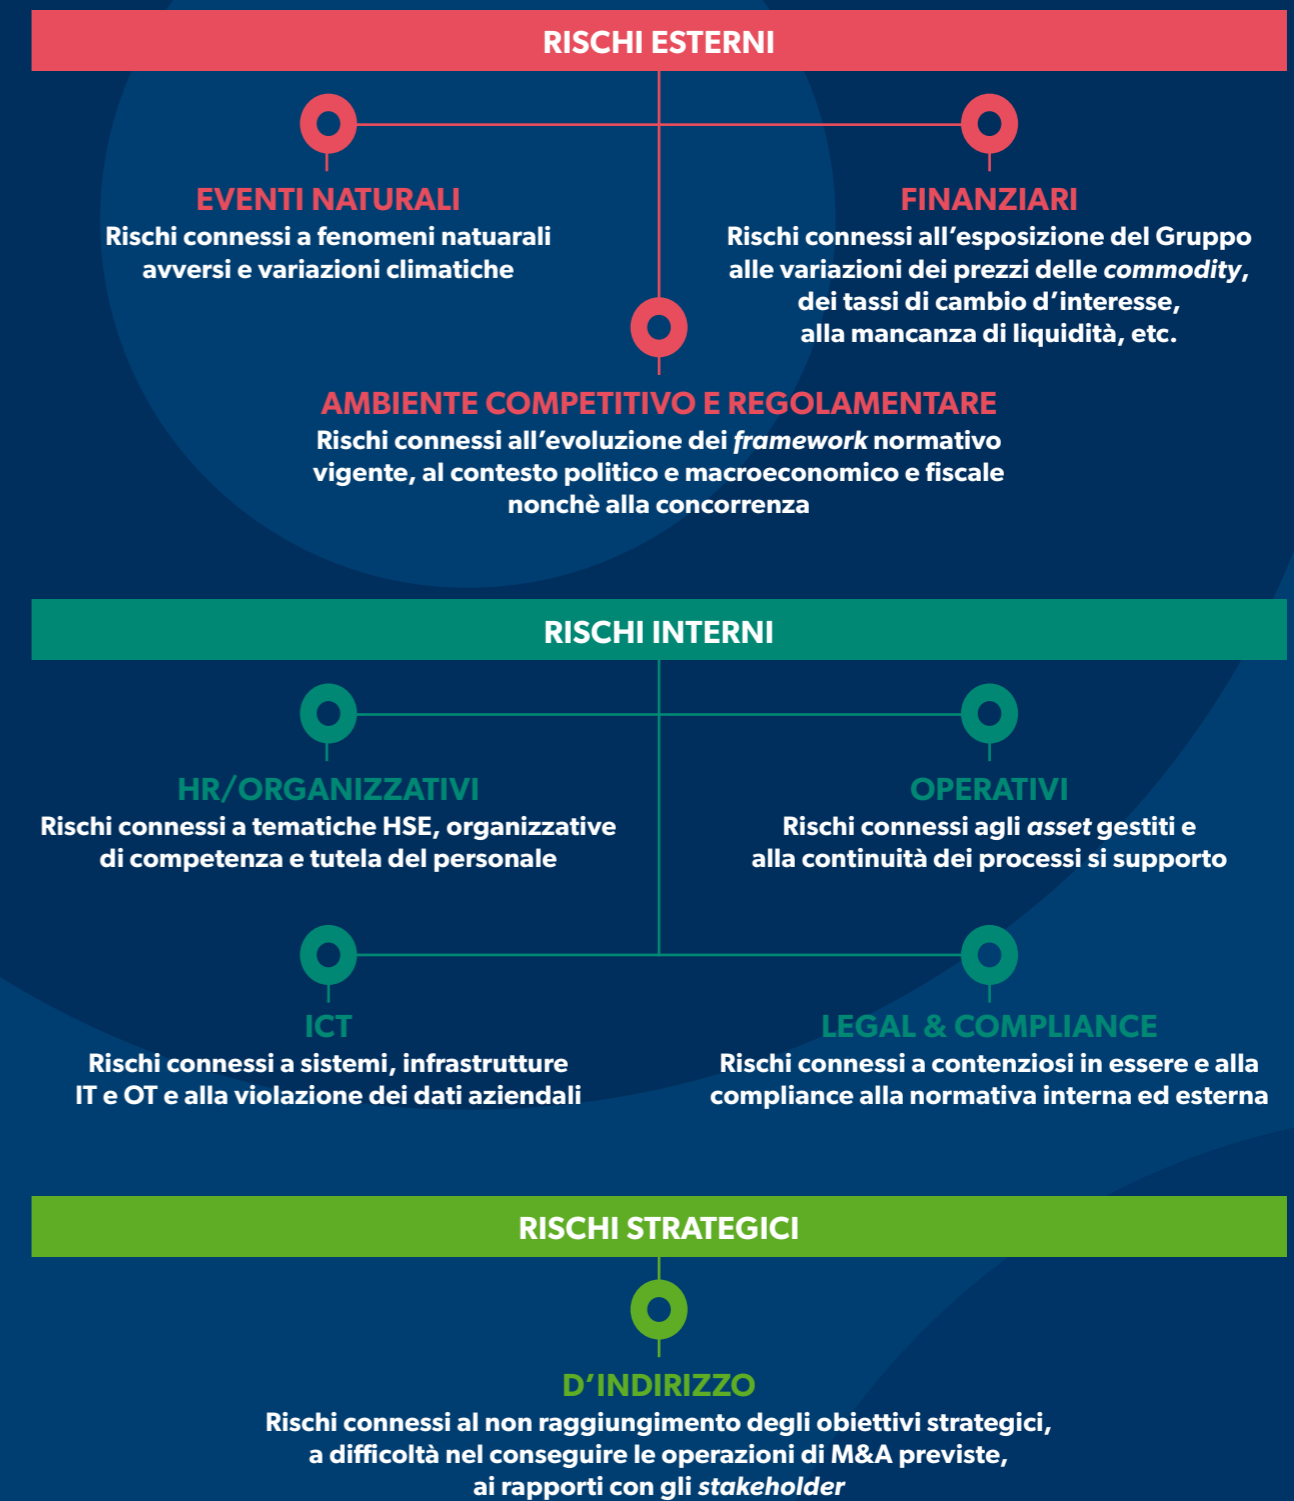 RISCHI ESTERNI
EVENTI NATURALI
Rischi connessi a fenomeni natuarali
avversi e variazioni climatiche
FINANZIARI
Rischi connessi all’esposizione del Gruppo
alle variazioni dei prezzi delle commodity,
dei tassi di cambio d’interesse,
alla mancanza di liquidità, etc.
AMBIENTE COMPETITIVO E REGOLAMENTARE
Rischi connessi all’evoluzione dei framework normativo
vigente, al contesto politico e macroeconomico e fiscale
nonchè alla concorrenza
RISCHI INTERNI
HR/ORGANIZZATIVI
Rischi connessi a tematiche HSE, organizzative
di competenza e tutela del personale
OPERATIVI
Rischi connessi agli asset gestiti e
alla continuità dei processi si supporto
ICT
Rischi connessi a sistemi, infrastrutture
IT e OT e alla violazione dei dati aziendali
LEGAL & COMPLIANCE
Rischi connessi a contenziosi in essere e alla
compliance alla normativa interna ed esterna
RISCHI STRATEGICI
D’INDIRIZZO
Rischi connessi al non raggiungimento degli obiettivi strategici,
a difficoltà nel conseguire le operazioni di M&A previste,
ai rapporti con gli stakeholder